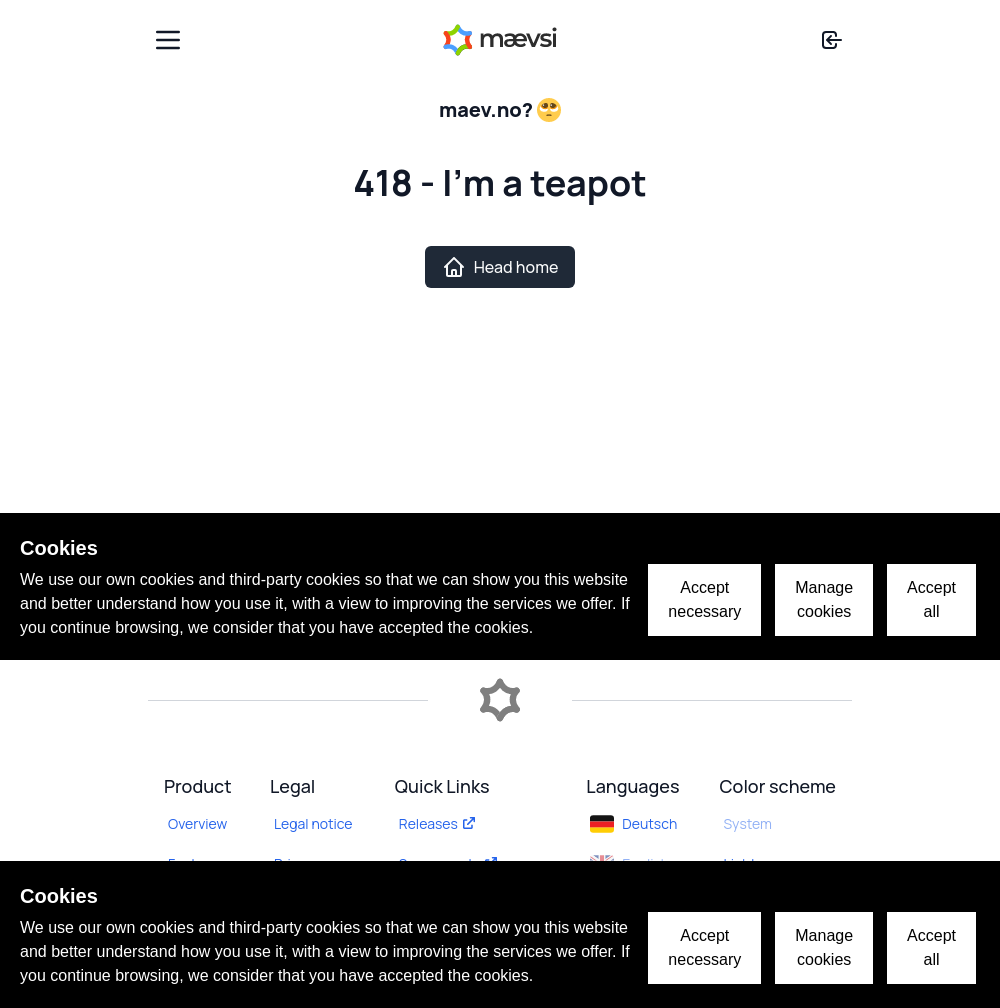 mævsi
maev.no? 🙄
418 - I'm a teapot
Head home
Cookies
We use our own cookies and third-party cookies so that we can show you this website
and better understand how you use it, with a view to improving the services we offer. If
you continue browsing, we consider that you have accepted the cookies.
Accept
necessary
Manage
cookies
Accept
all
Product
Legal
Quick Links
Languages
Color scheme
Overview
Legal notice
Releases
Deutsch
System
Cookies
We use our own cookies and third-party cookies so that we can show you this website
and better understand how you use it, with a view to improving the services we offer. If
you continue browsing, we consider that you have accepted the cookies.
Accept
necessary
Manage
cookies
Accept
all